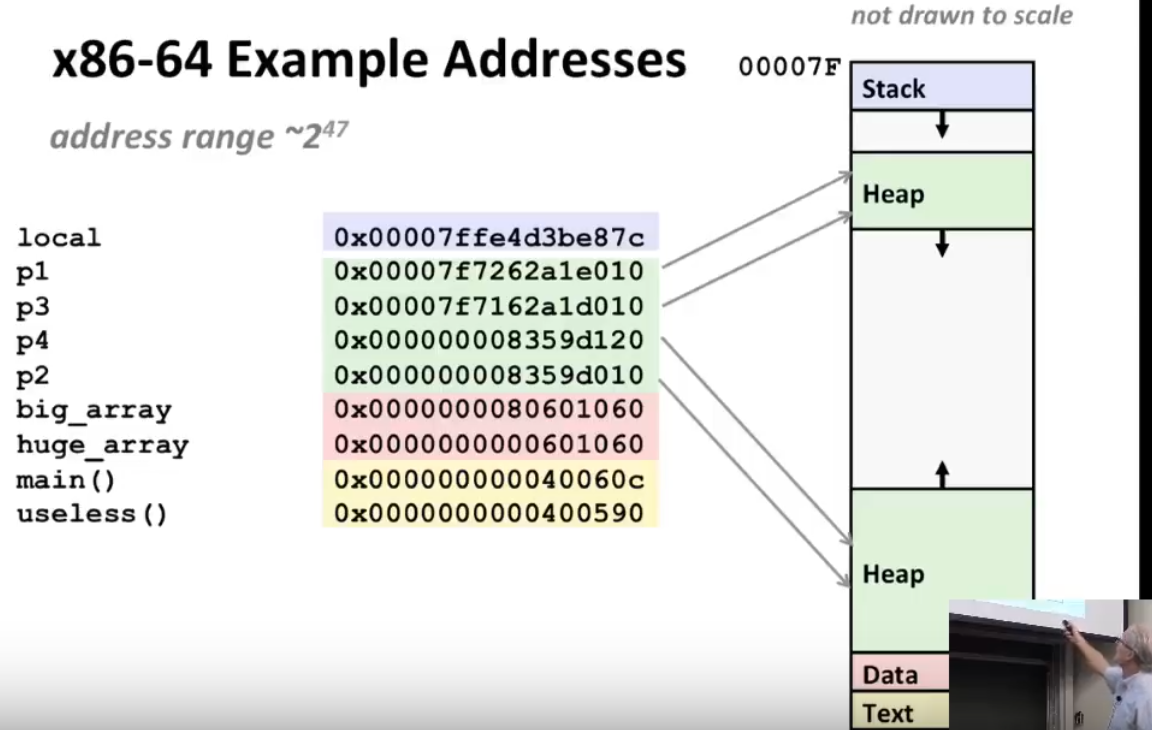 not drawn to scale
x86-64 Example Addresses
00007F
Stack
address range ~2^47
Heap
local 0x00007ffe4d3be87c
p1 0x00007f7262a1e010
p3 0x00007f7162a1d010
p4 0x000000008359d120
p2 0x000000008359d010
big_array 0x0000000080601060
huge_array 0x0000000000601060
main() 0x000000000040060c
useless() 0x0000000000400590
Heap
Data
Text